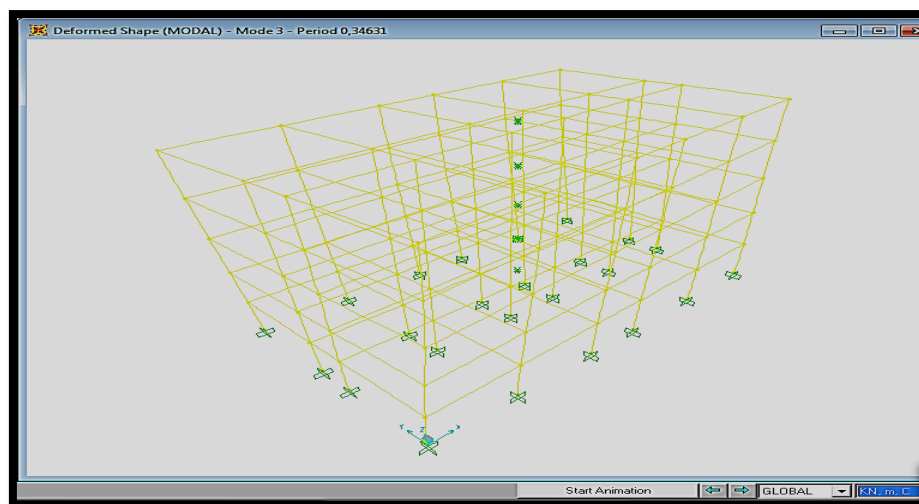 Deformed Shape (MODAL) - Mode 3 - Period 0,34631
Y Z X
Start Animation
GLOBAL
KN, m, C